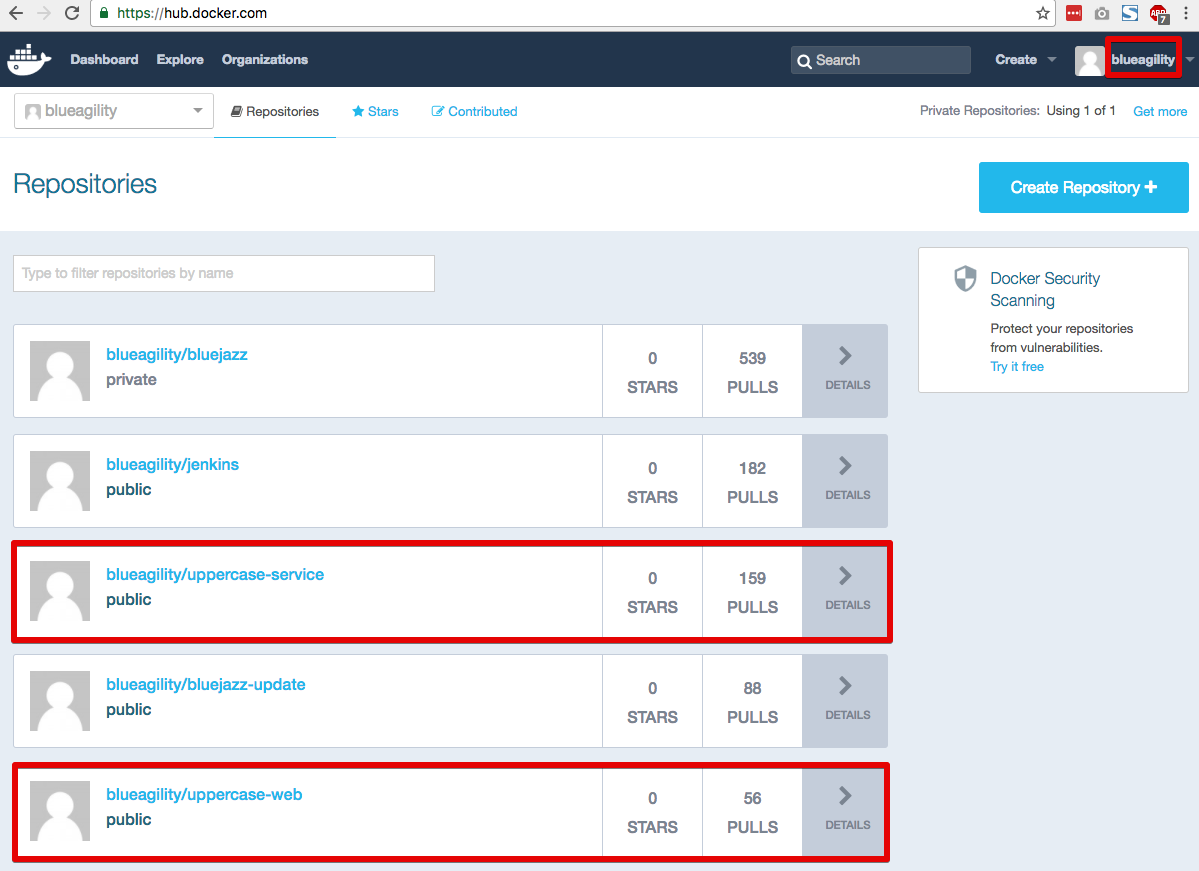 https://hub.docker.com
7
Dashboard Explore Organizations Search Create blueagility
blueagility Repositories Stars Contributed Private Repositories: Using 1 of 1 Get more
Repositories
Create Repository +
Type to filter repositories by name
Docker Security
Scanning
Protect your repositories
from vulnerabilities.
Try it free
blueagility/bluejazz
private
0
STARS
539
PULLS
DETAILS
blueagility/jenkins
public
0
STARS
182
PULLS
DETAILS
blueagility/uppercase-service
public
0
STARS
159
PULLS
DETAILS
blueagility/bluejazz-update
public
0
STARS
88
PULLS
DETAILS
blueagility/uppercase-web
public
0
STARS
56
PULLS
DETAILS